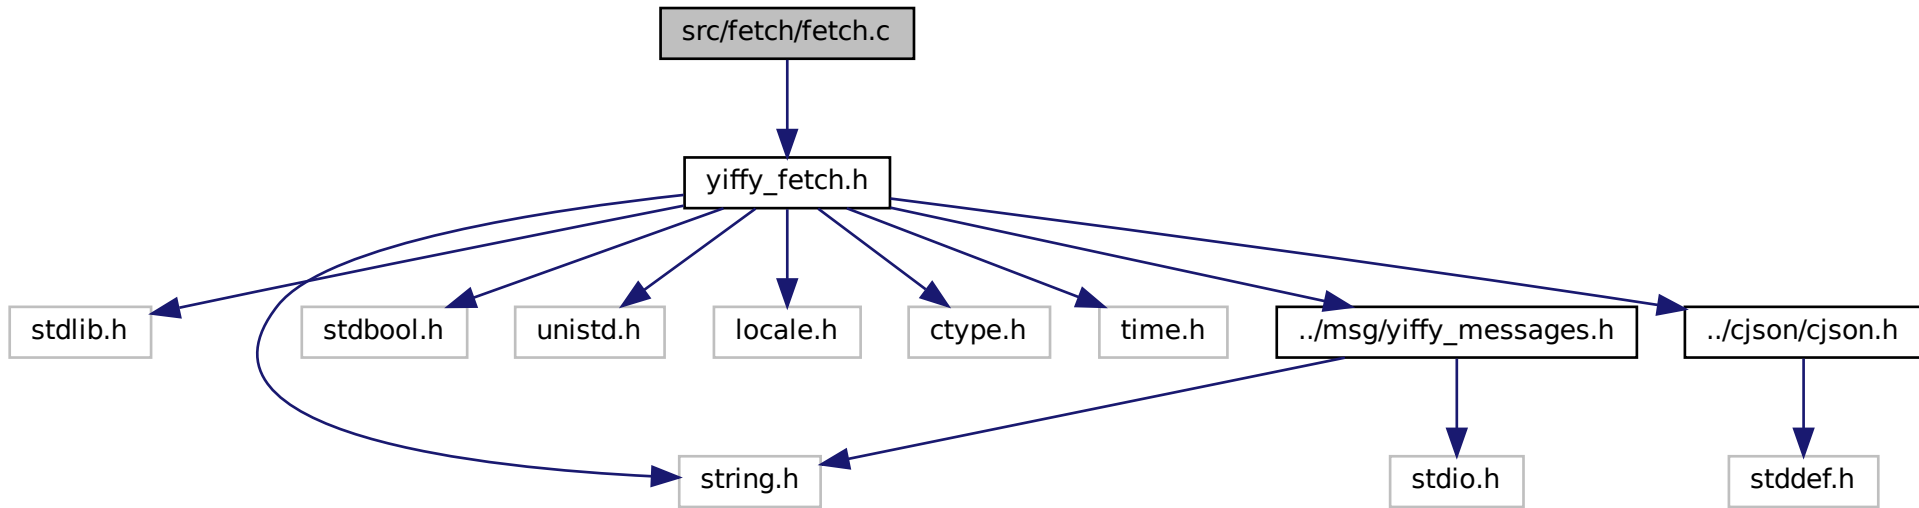 src/fetch/fetch.c
yiffy_fetch.h
stdlib.h
stdbool.h
unistd.h
locale.h
ctype.h
time.h
../msg/yiffy_messages.h
../cjson/cjson.h
string.h
stdio.h
stddef.h